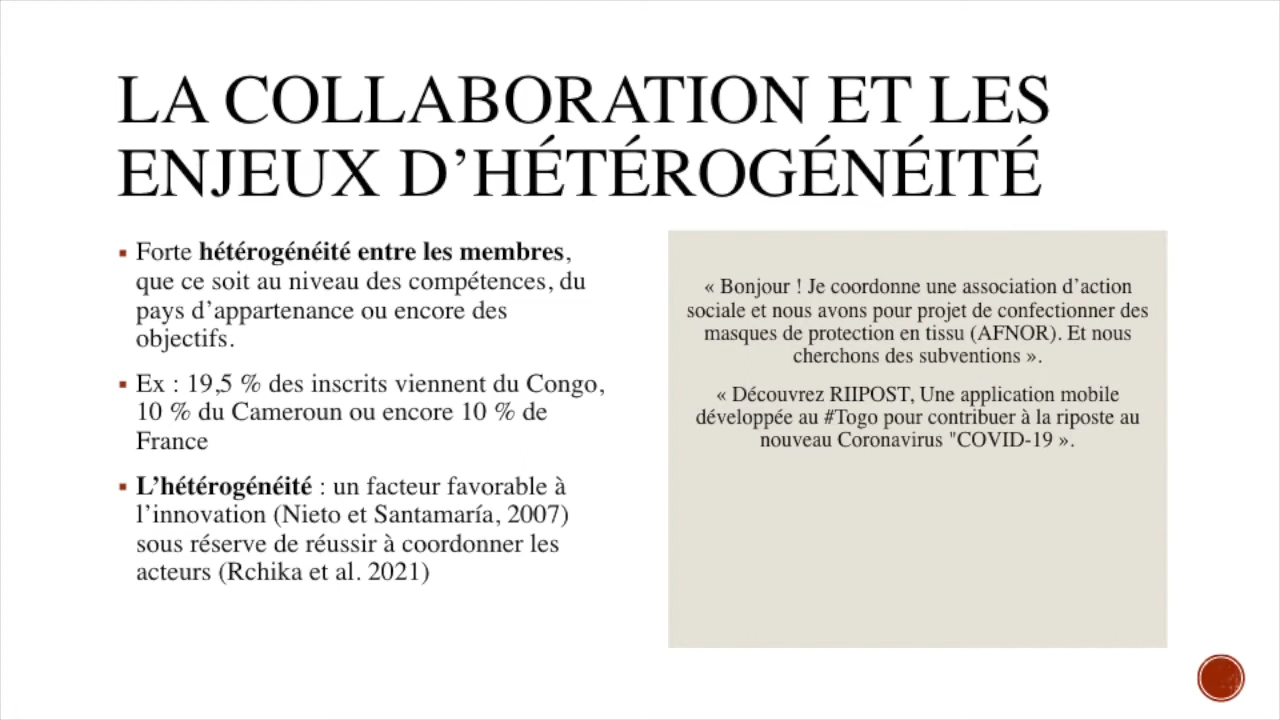 LA COLLABORATION ET LES
ENJEUX D’HÉTÉROGÉNÉITÉ
▪ Forte hétérogénéité entre les membres,
que ce soit au niveau des compétences, du
pays d’appartenance ou encore des
objectifs.
▪ Ex : 19,5 % des inscrits viennent du Congo,
10 % du Cameroun ou encore 10 % de
France
▪ L’hétérogénéité : un facteur favorable à
l’innovation (Nieto et Santamaría, 2007)
sous réserve de réussir à coordonner les
acteurs (Rchika et al. 2021)
« Bonjour ! Je coordonne une association d’action
sociale et nous avons pour projet de confectionner des
masques de protection en tissu (AFNOR). Et nous
cherchons des subventions ».
« Découvrez RIIPOST, Une application mobile
développée au #Togo pour contribuer à la riposte au
nouveau Coronavirus "COVID-19 ».